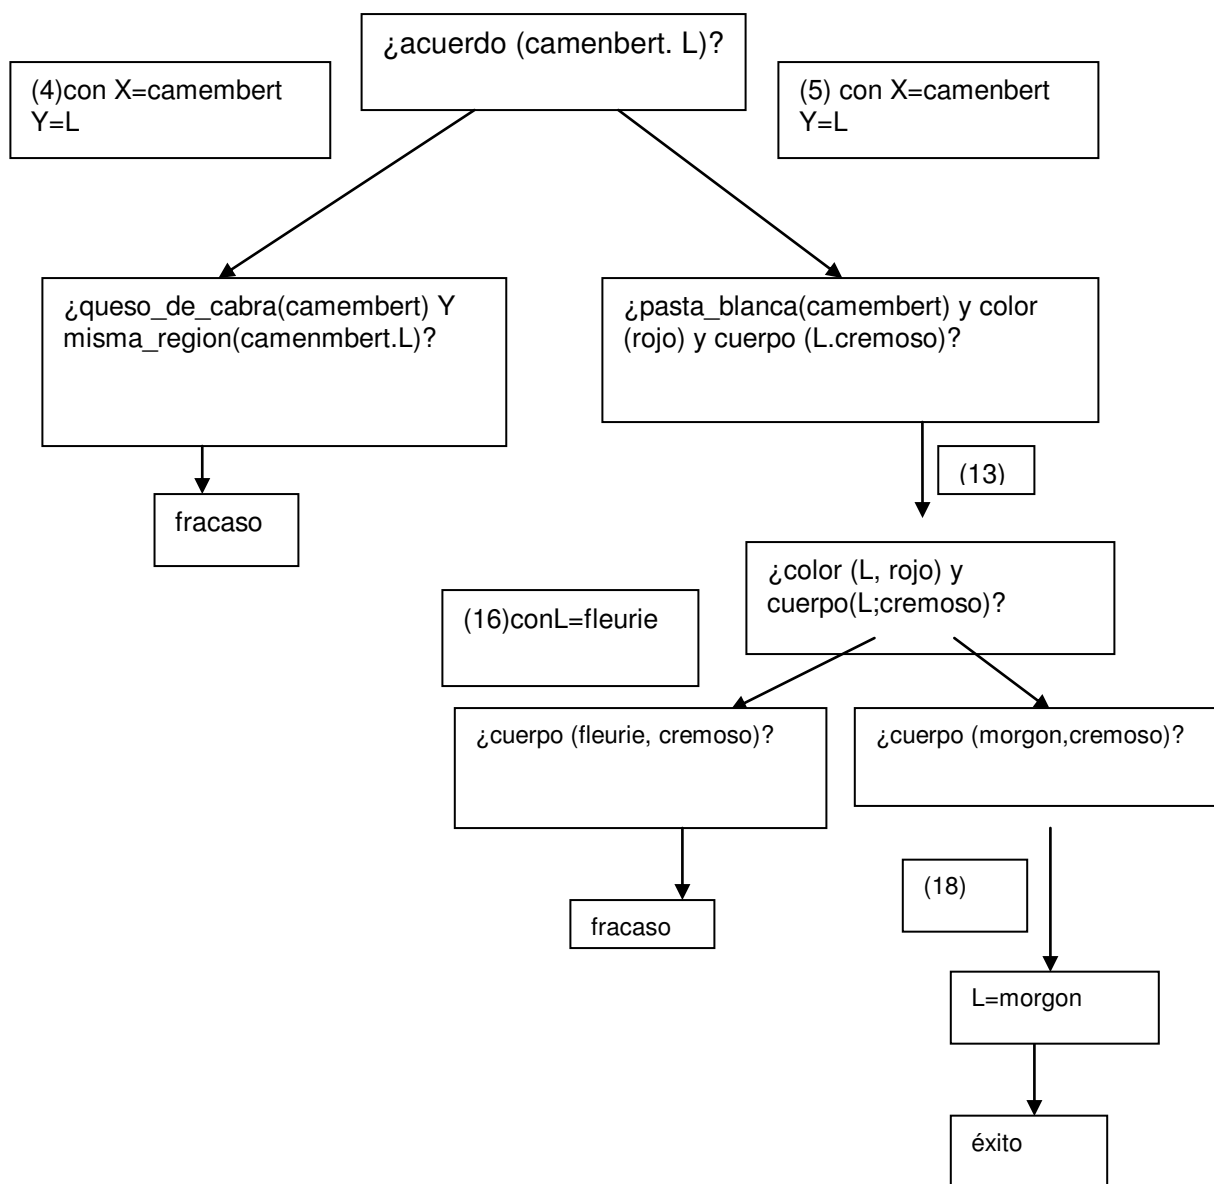 ¿acuerdo (camenbert. L)?
(4)con X=camembert
Y=L
(5) con X=camenbert
Y=L
¿queso_de_cabra(camembert) Y
misma_region(camenmbert.L)?
¿pasta_blanca(camembert) y color
(rojo) y cuerpo (L.cremoso)?
(13)
fracaso
¿color (L, rojo) y
cuerpo(L;cremoso)?
(16)conL=fleurie
¿cuerpo (fleurie, cremoso)?
¿cuerpo (morgon,cremoso)?
(18)
fracaso
L=morgon
éxito